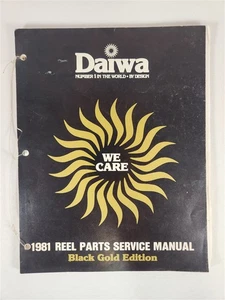 Daiwa
NUMBER 1 IN THE WORLD • BY DESIGN
WE
CARE
1981 REEL PARTS SERVICE MANUAL
Black Gold Edition